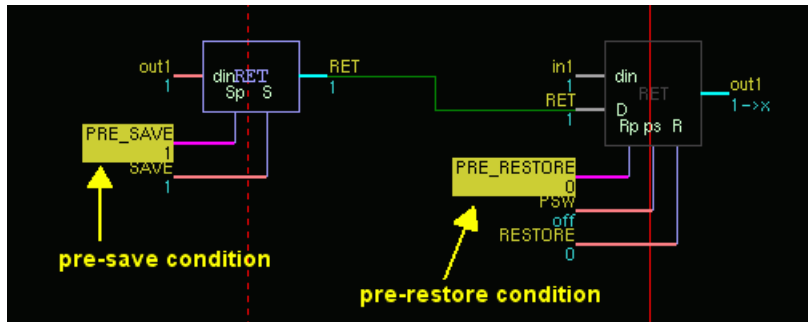 out1
1
dinRET
Sp S
RET
1
PRE_SAVE
1
SAVE
1
pre-save condition
in1
1
RET
1
din
RET
D
Rp ps R
out1
1->x
PRE_RESTORE
0
PSW
off
RESTORE
0
pre-restore condition